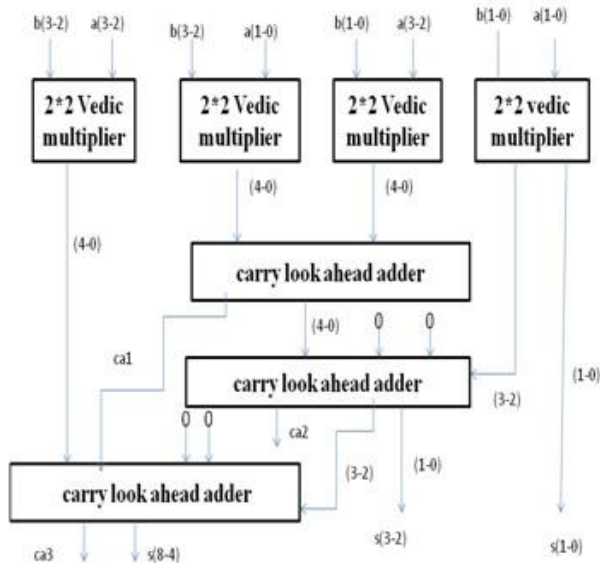 b(3-2) a(3-2) b(3-2) a(1-0) b(1-0) a(3-2) b(1-0) a(1-0)
2*2 Vedic multiplier
2*2 Vedic multiplier
2*2 Vedic multiplier
2*2 vedic multiplier
(4-0) (4-0)
(4-0)
carry look ahead adder
(4-0) 0 0
ca1
carry look ahead adder
(3-2) (1-0)
0 0
ca2
(3-2) (1-0)
carry look ahead adder
s(3-2) s(1-0)
ca3 s(8-4)